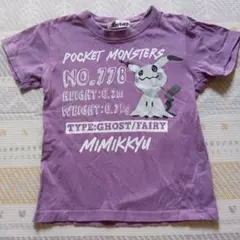 POCKET MONSTERS
NO.778
HEIGHT:0.2m
WEIGHT:0.7kg
TYPE:GHOST/FAIRY
MIMIKKYU